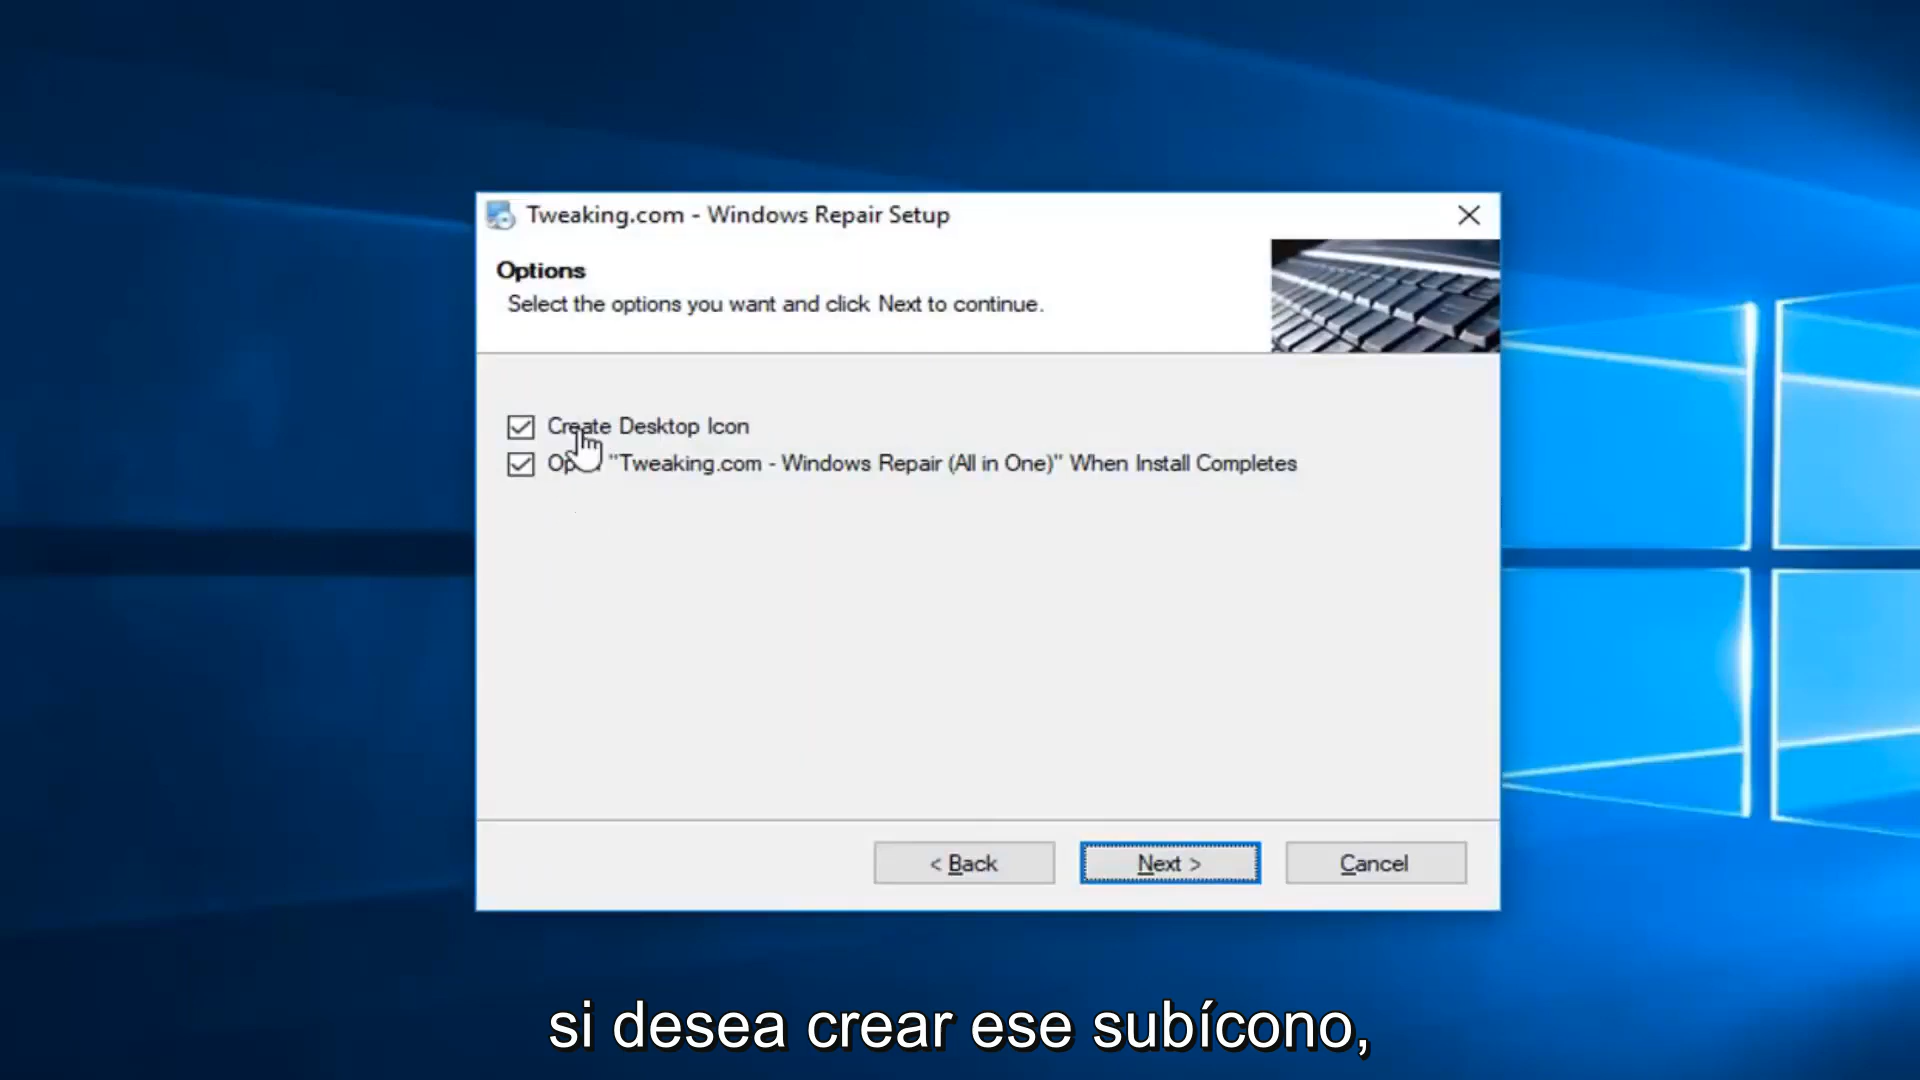 Tweaking.com - Windows Repair Setup
Options
Select the options you want and click Next to continue.
Create Desktop Icon
"Tweaking.com - Windows Repair (All in One)" When Install Completes
< Back
Next >
Cancel
si desea crear ese subícono,